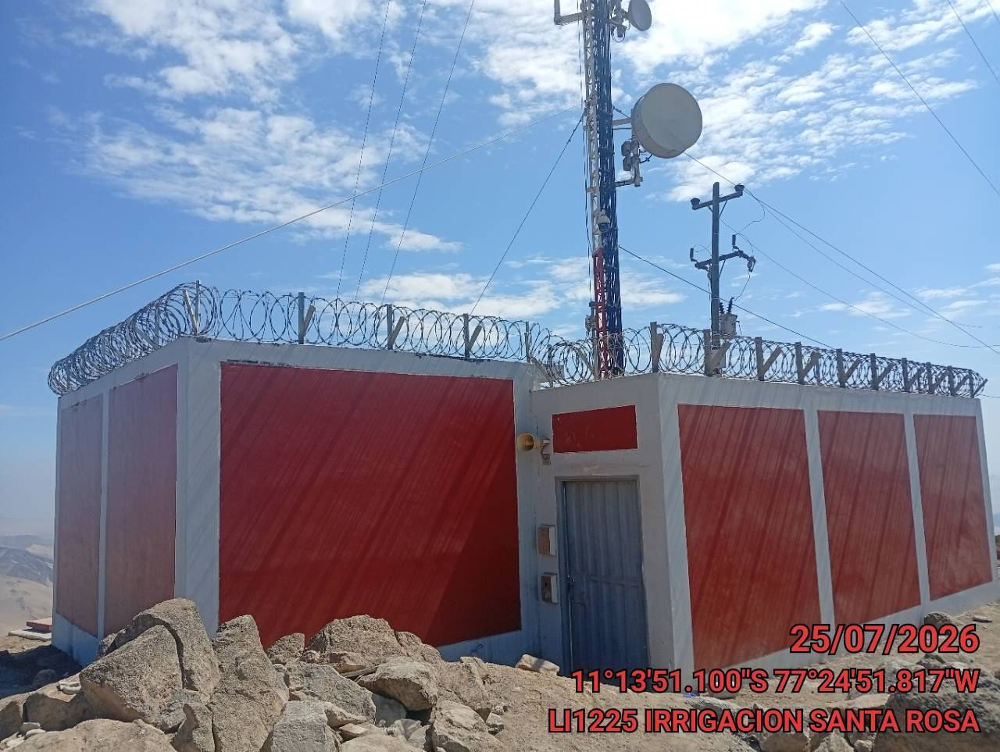 25/07/2026
11°13'51.100"S 77°24'51.817"W
LI1225 IRRIGACION SANTA ROSA